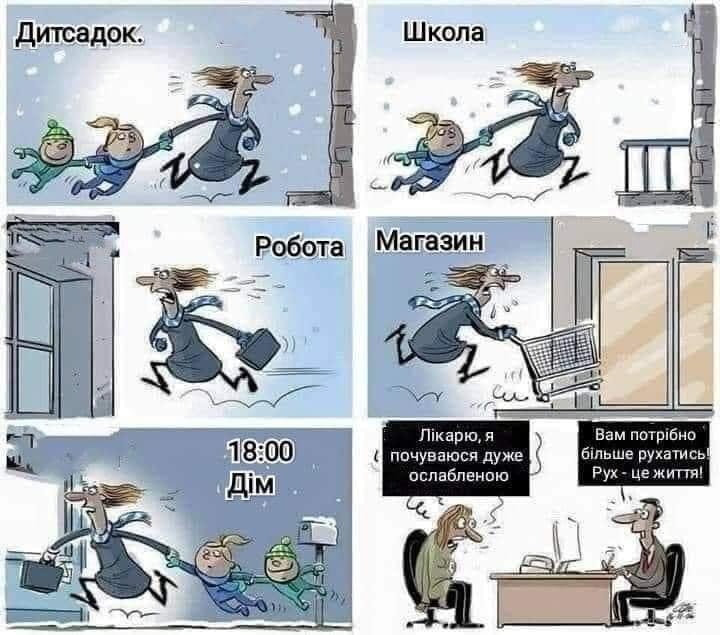 Дитсадок.
Школа
Робота
Магазин
18:00
Дім
Лікарю, я
почуваюся дуже
ослабленою
Вам потрібно
більше рухатись!
Рух - це життя!